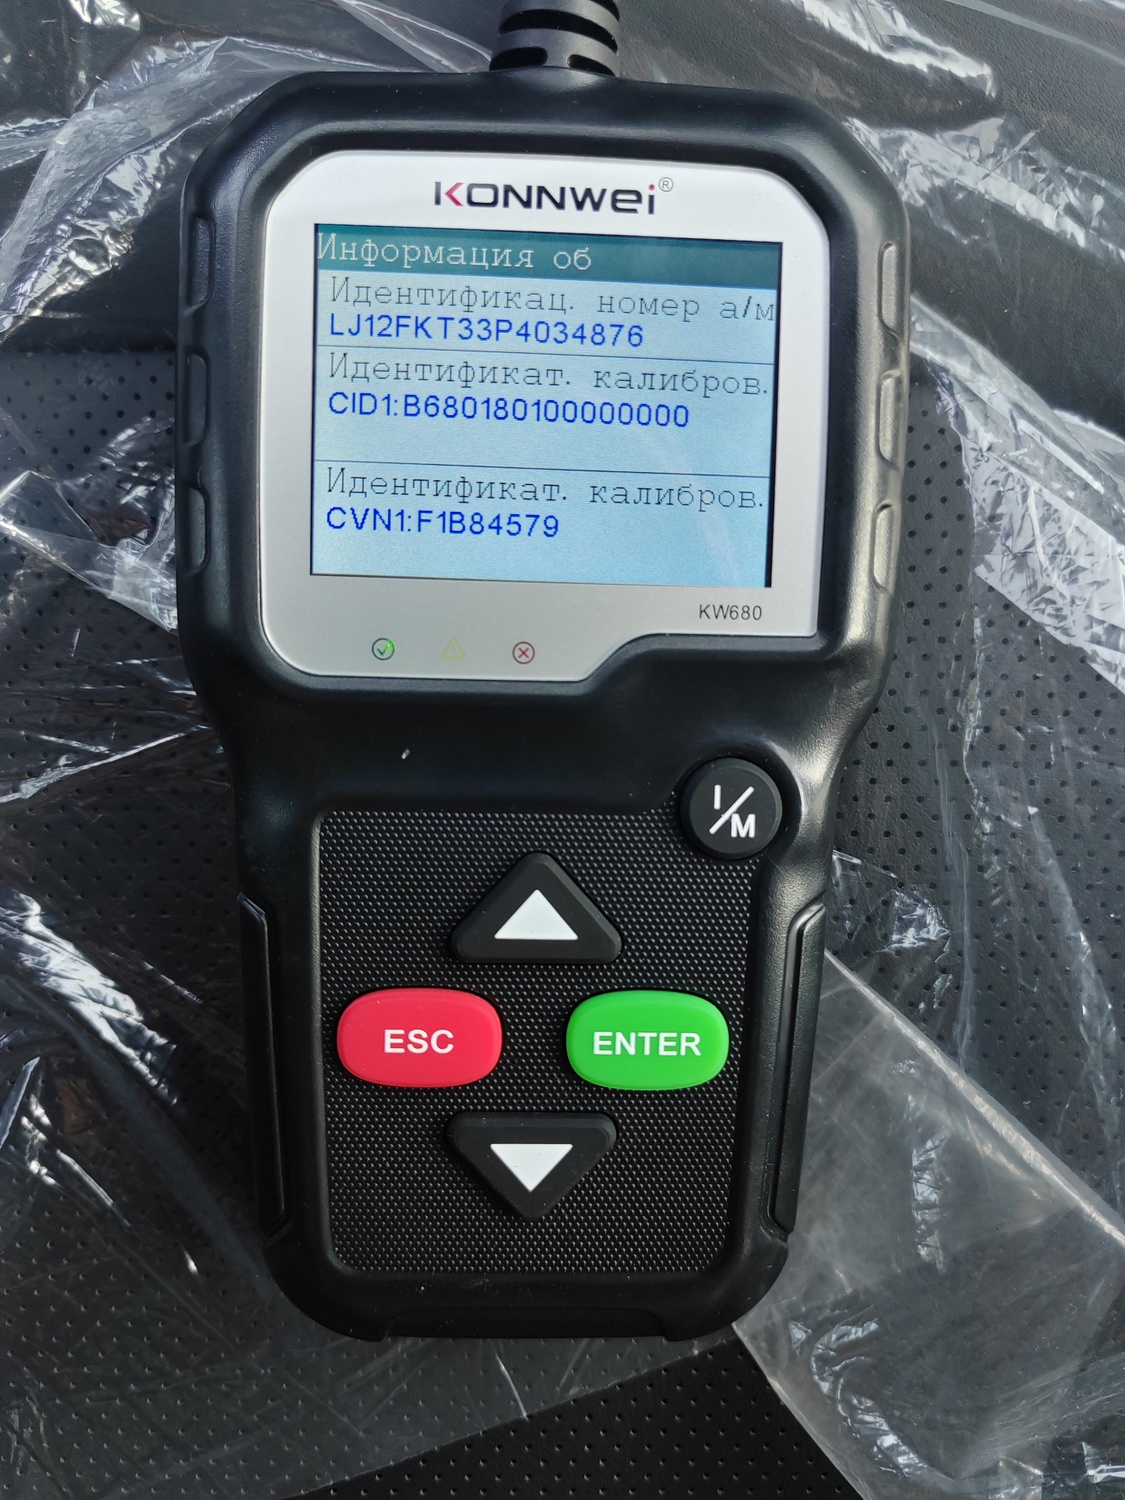 KONNWEI®
Информация об
Идентификац. номер а/м
LJ12FKT33P4034876
Идентификат. калибров.
CID1:B680180100000000
Идентификат. калибров.
CVN1:F1B84579
KW680
I/M
ESC
ENTER